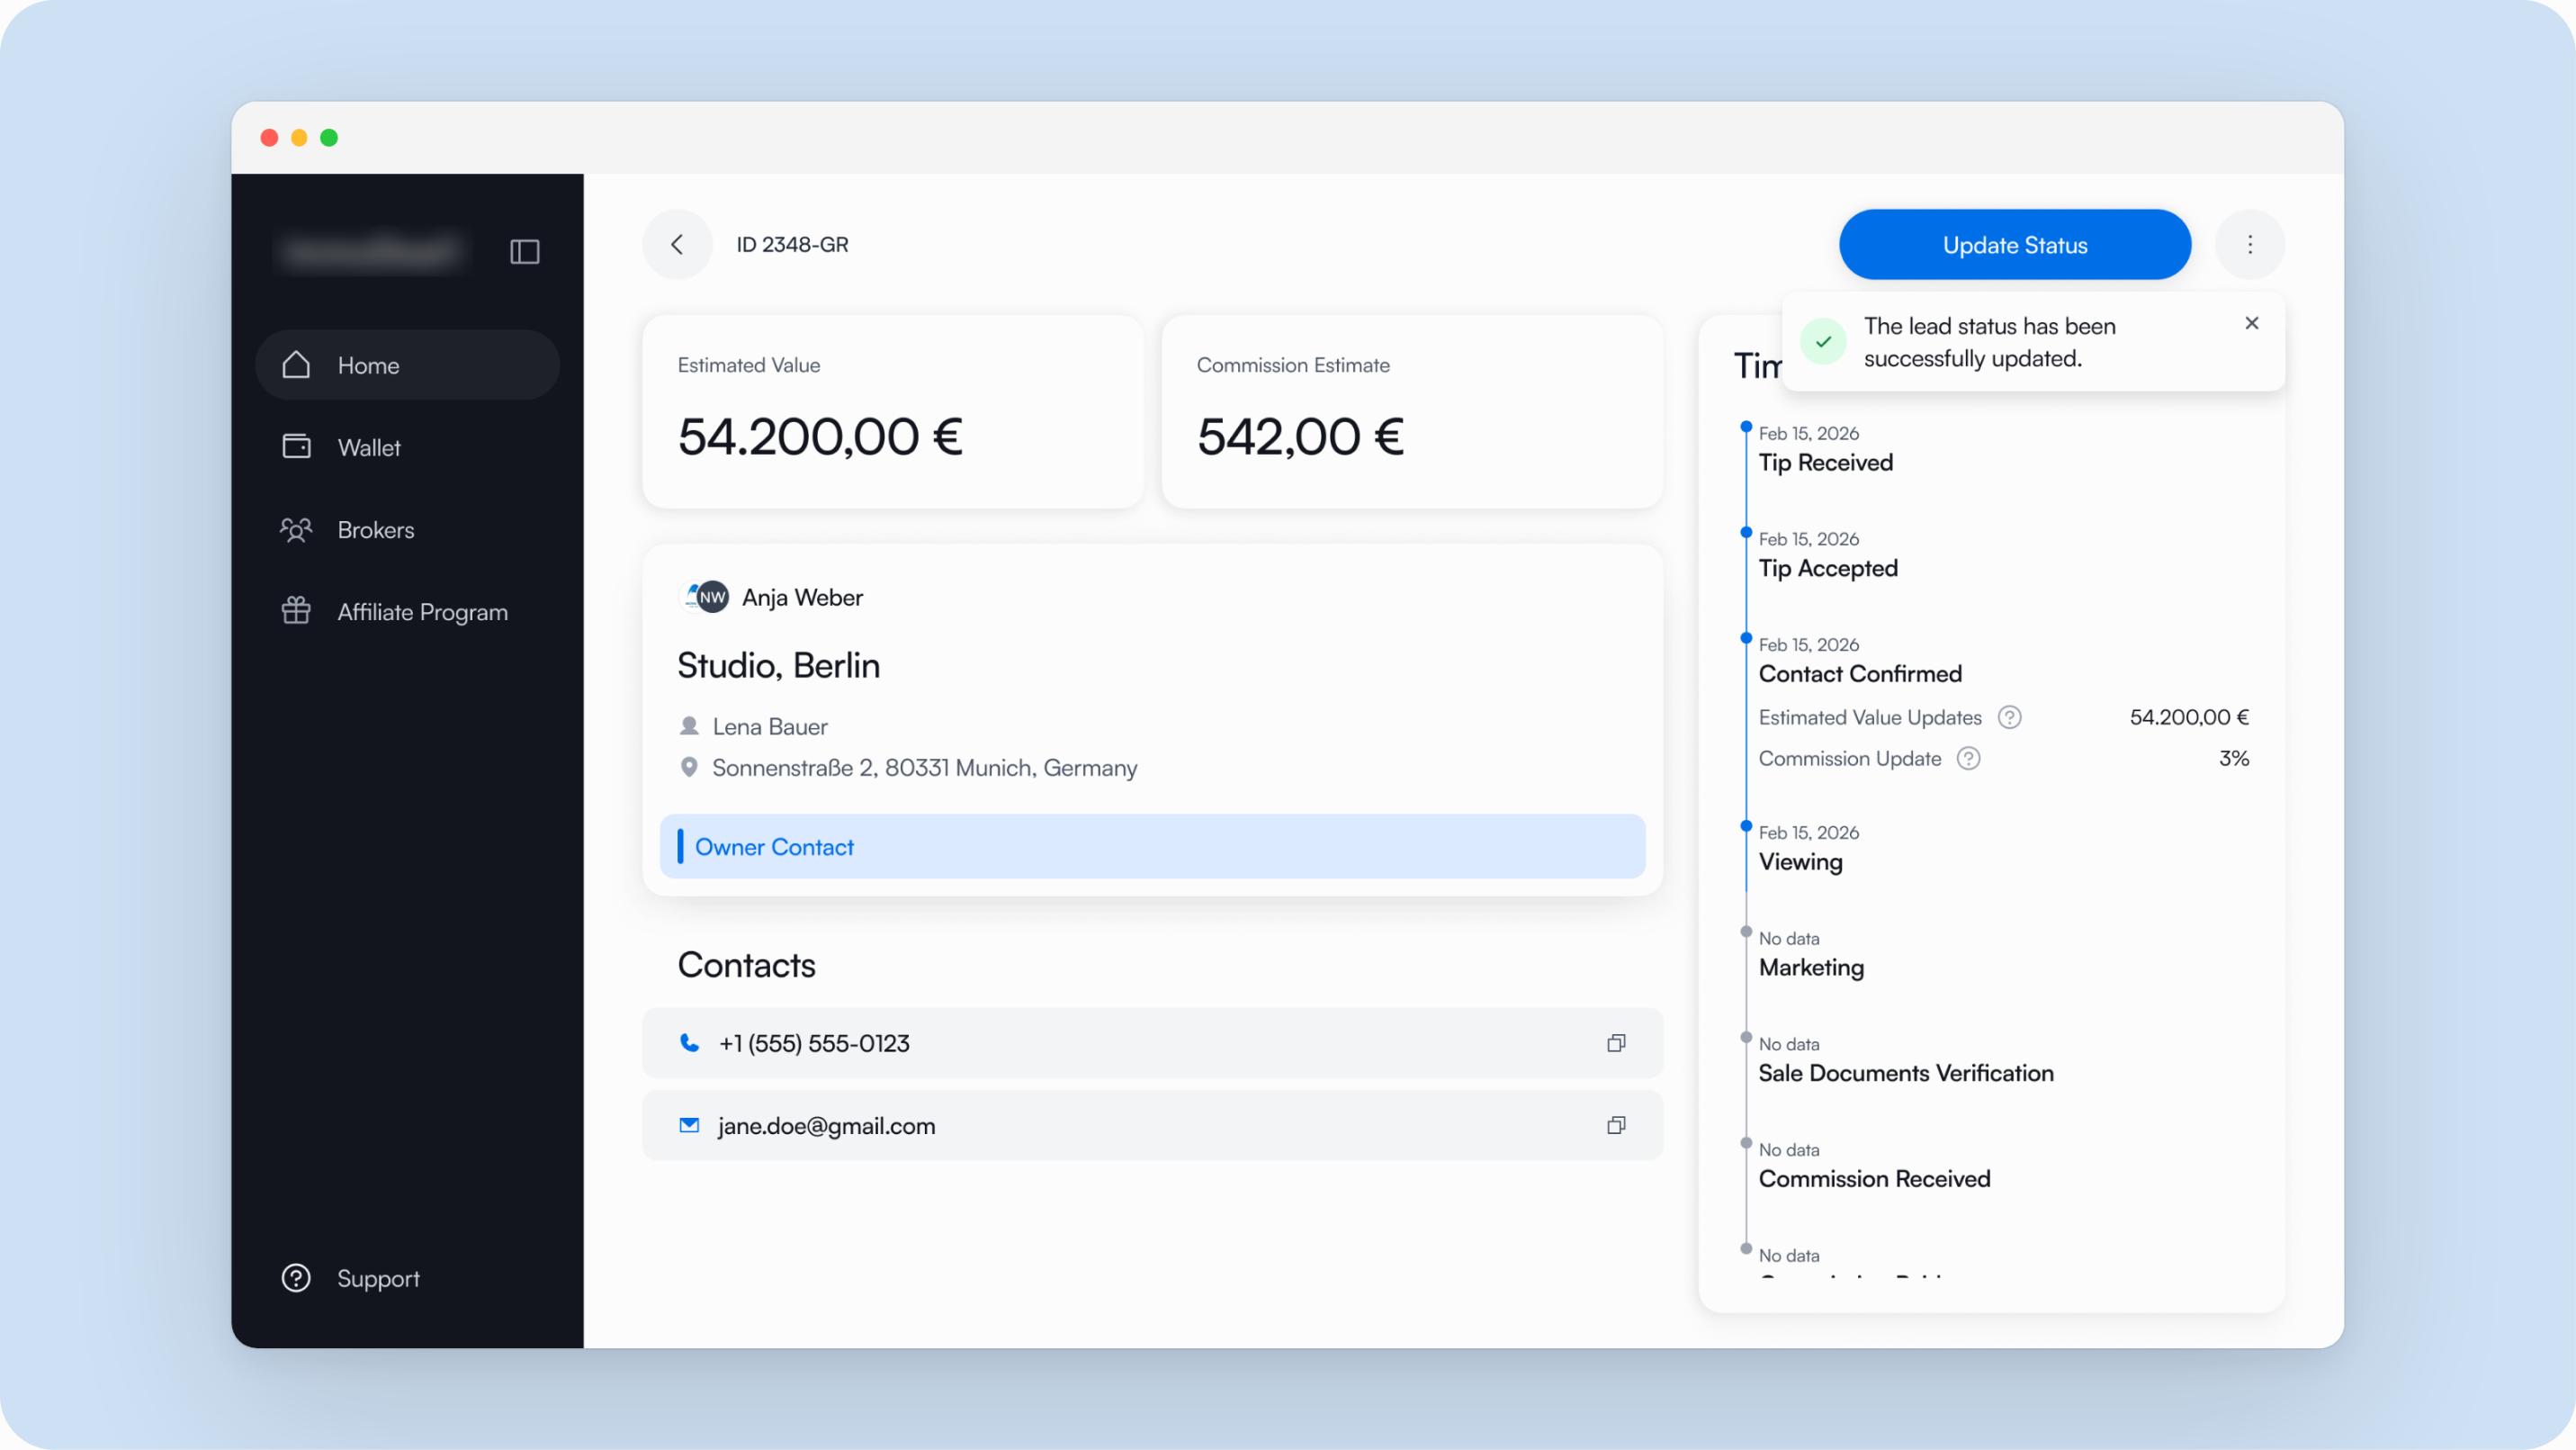 Home
Wallet
Brokers
Affiliate Program
Support
ID 2348-GR
Update Status
The lead status has been
successfully updated.
Estimated Value
54.200,00 €
Commission Estimate
542,00 €
NW
Anja Weber
Studio, Berlin
Lena Bauer
Sonnenstraße 2, 80331 Munich, Germany
Owner Contact
Contacts
+1 (555) 555-0123
jane.doe@gmail.com
Feb 15, 2026
Tip Received
Feb 15, 2026
Tip Accepted
Feb 15, 2026
Contact Confirmed
Estimated Value Updates 54.200,00 €
Commission Update 3%
Feb 15, 2026
Viewing
No data
Marketing
No data
Sale Documents Verification
No data
Commission Received
No data